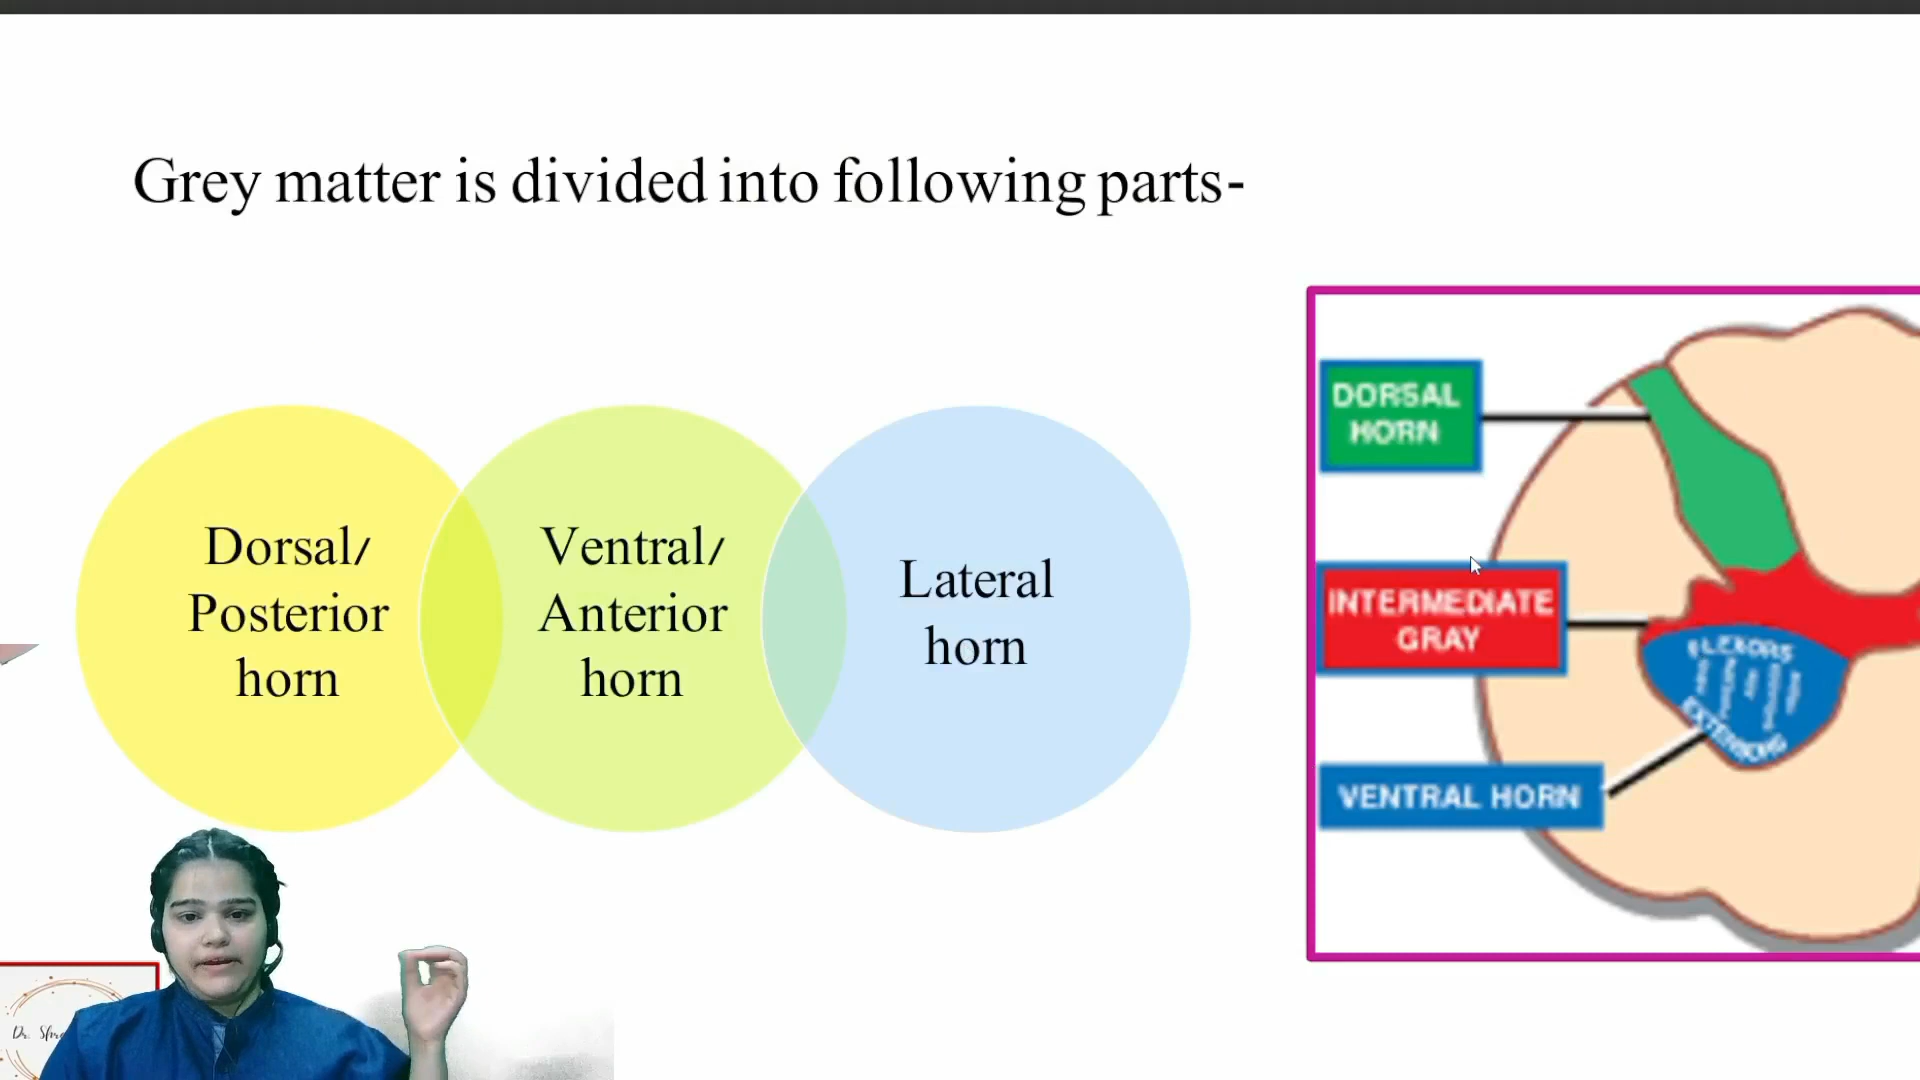 Grey matter is divided into following parts-
Dorsal/
Posterior
horn
Ventral/
Anterior
horn
Lateral
horn
DORSAL
HORN
INTERMEDIATE
GRAY
VENTRAL HORN
FLEXORS
EXTENSORS
Dr.